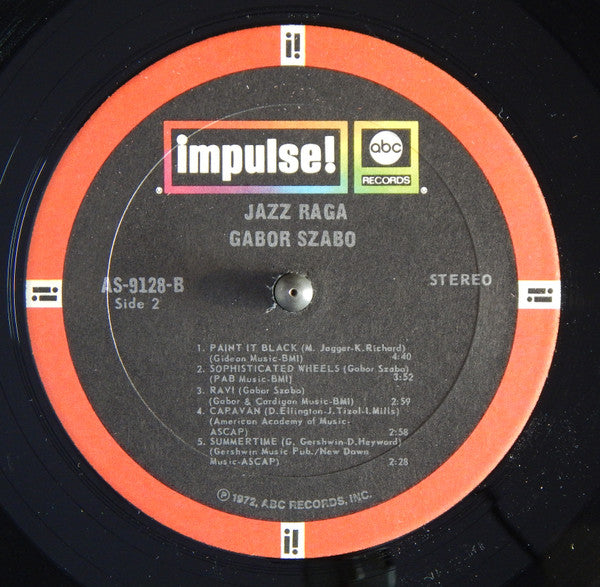 i!
impulse!
abc
RECORDS
®
®
JAZZ RAGA
GABOR SZABO
AS-9128-B
STEREO
Side 2
i!
i!
1. PAINT IT BLACK (M. Jagger-K. Richard)
(Gideon Music-BMI) 4:40
2. SOPHISTICATED WHEELS (Gabor Szabo)
(PAB Music-BMI) 3:52
3. RAVI (Gabor Szabo)
(Gabor & Cardigan Music-BMI) 2:59
4. CARAVAN (D. Ellington-J. Tizol-I. Mills)
(American Academy of Music-
ASCAP) 2:58
5. SUMMERTIME (G. Gershwin-D. Heyward)
(Gershwin Music Pub./New Dawn
Music-ASCAP) 2:28
℗ 1972, ABC RECORDS, INC.
i!